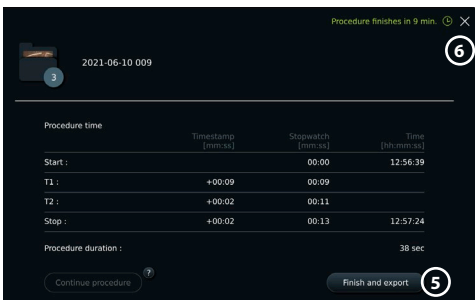 Procedure finishes in 9 min.
6
3
2021-06-10 009
Procedure time
Timestamp [mm:ss] Stopwatch [mm:ss] Time [hh:mm:ss]
Start : 00:00 12:56:39
T1 : +00:09 00:09
T2 : +00:02 00:11
Stop : +00:02 00:13 12:57:24
Procedure duration : 38 sec
Continue procedure ?
Finish and export 5